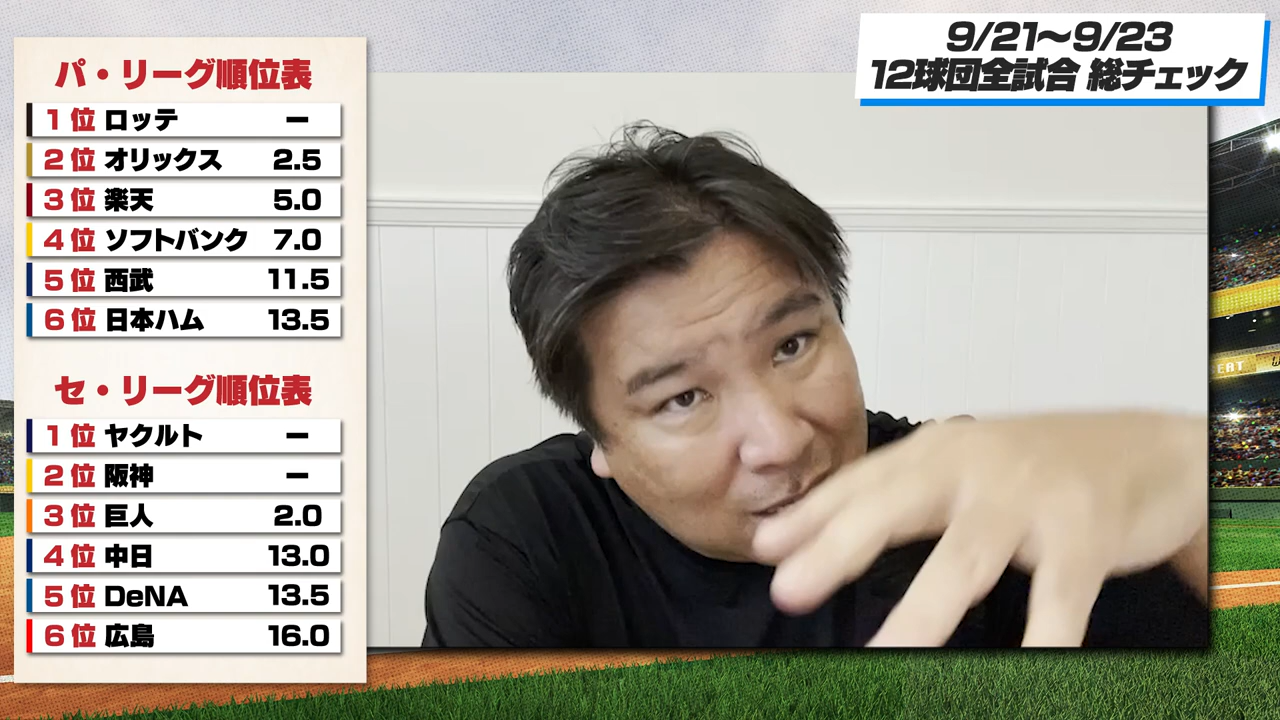 パ・リーグ順位表
1位 ロッテ ー
2位 オリックス 2.5
3位 楽天 5.0
4位 ソフトバンク 7.0
5位 西武 11.5
6位 日本ハム 13.5
セ・リーグ順位表
1位 ヤクルト ー
2位 阪神 ー
3位 巨人 2.0
4位 中日 13.0
5位 DeNA 13.5
6位 広島 16.0
9/21〜9/23
12球団全試合 総チェック